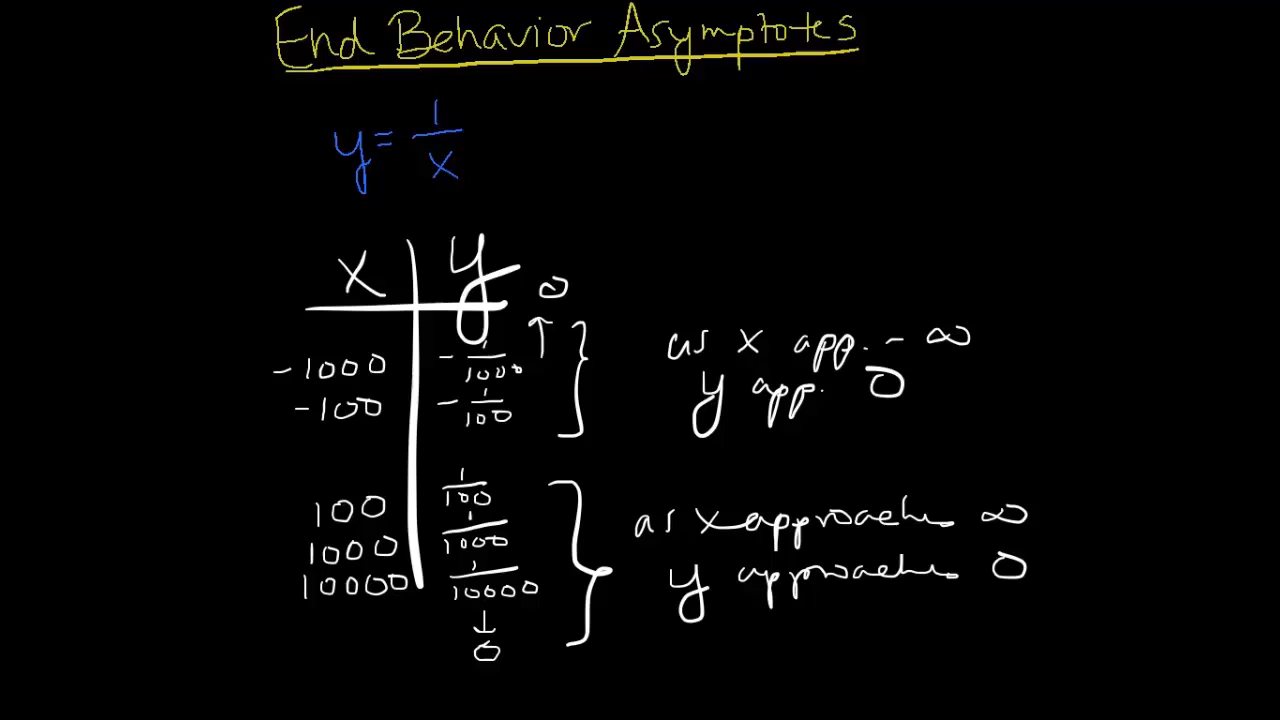 End Behavior Asymptotes
y = 1/x
x | y
0
↑
-1000 | -1/1000
-100 | -1/100
as x app. - ∞
y app. 0
100 | 1/100
1000 | 1/1000
10000 | 1/10000
↓
0
as x approaches ∞
y approaches 0